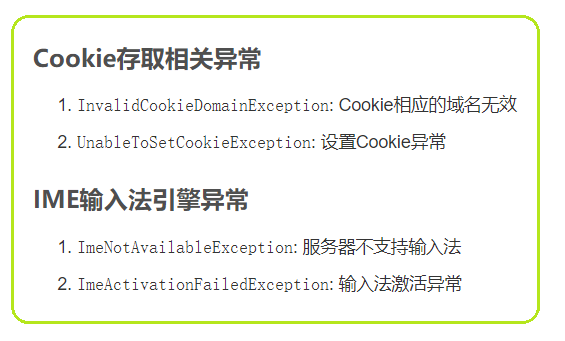 Cookie存取相关异常
1. InvalidCookieDomainException: Cookie相应的域名无效
2. UnableToSetCookieException: 设置Cookie异常
IME输入法引擎异常
1. ImeNotAvailableException: 服务器不支持输入法
2. ImeActivationFailedException: 输入法激活异常